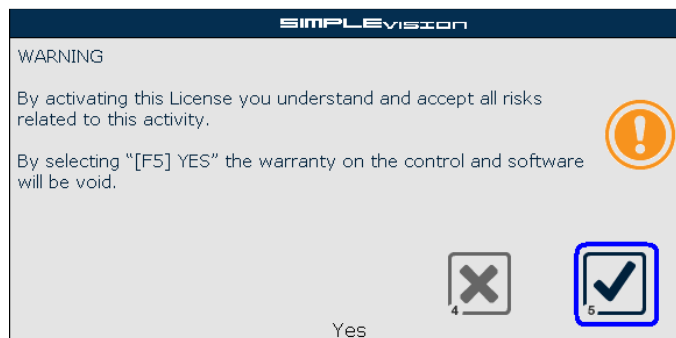 SIMPLEVISION
WARNING
By activating this License you understand and accept all risks
related to this activity.
By selecting “[F5] YES” the warranty on the control and software
will be void.
4
5
Yes